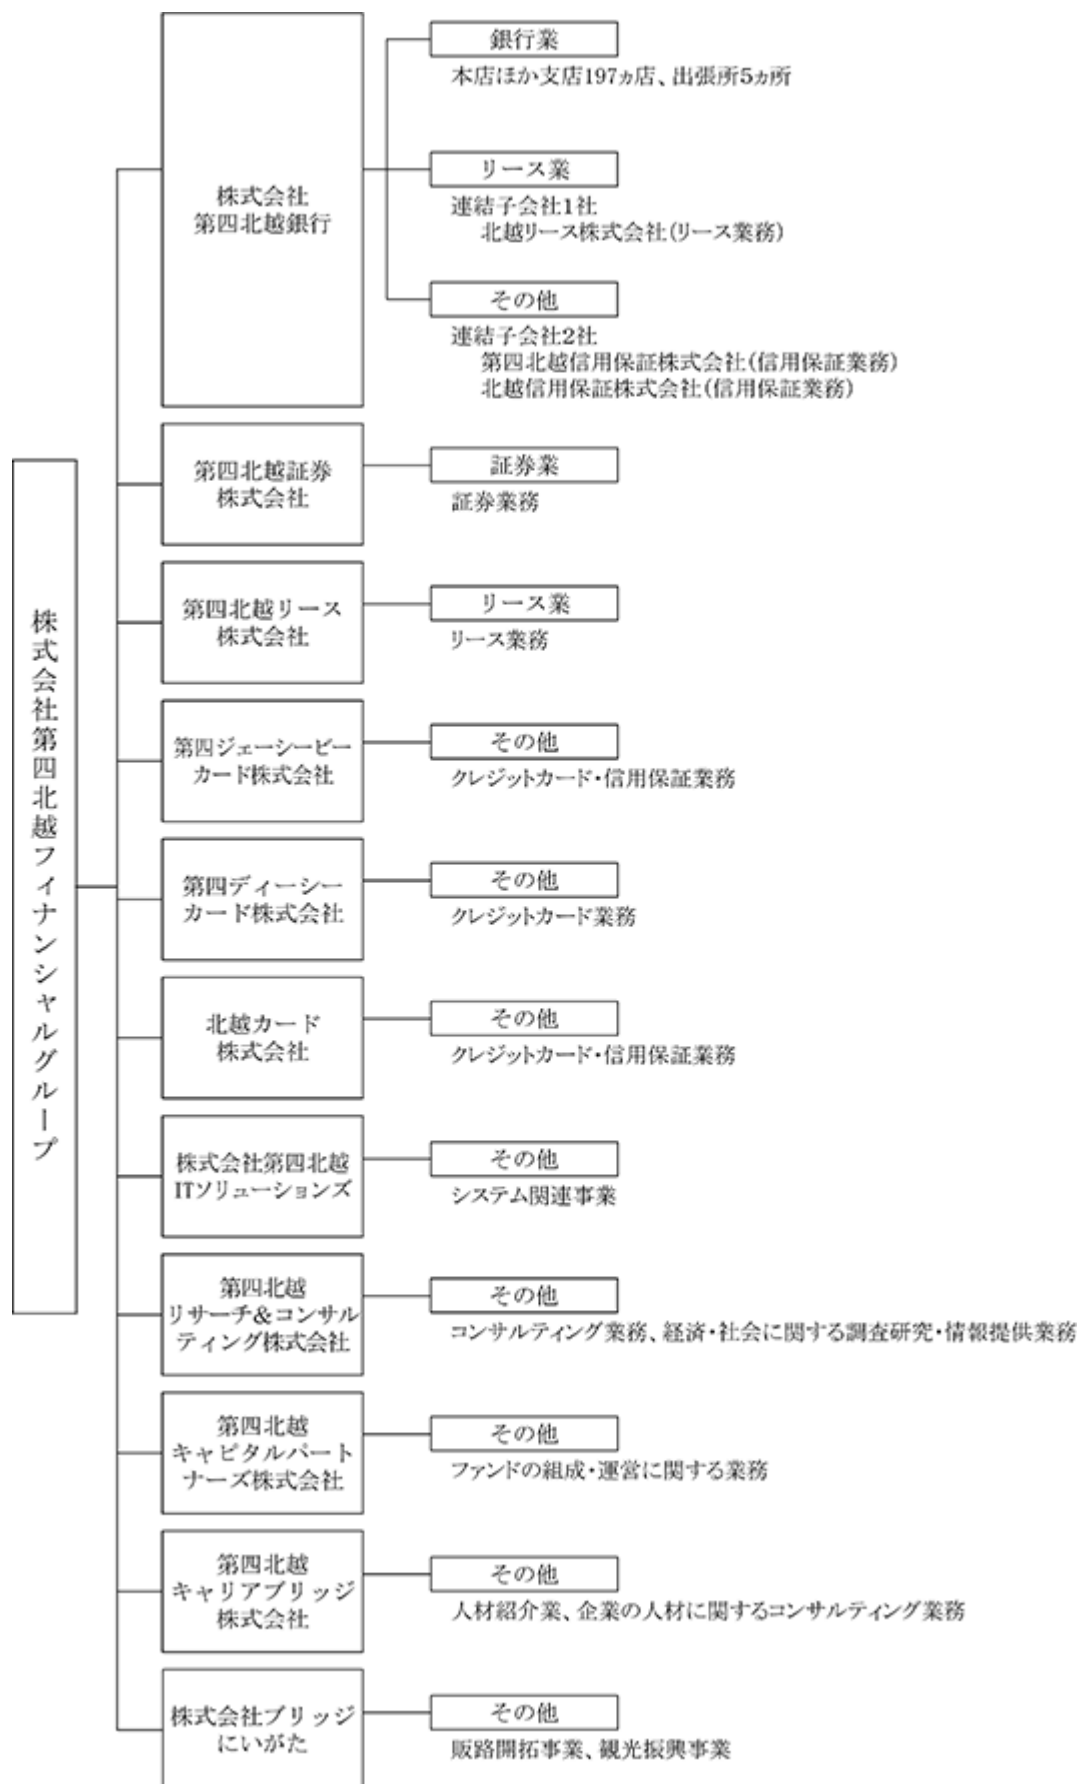 株式会社第四北越フィナンシャルグループ
株式会社
第四北越銀行
銀行業
本店ほか支店197ヵ店、出張所5ヵ所
リース業
連結子会社1社
北越リース株式会社(リース業務)
その他
連結子会社2社
第四北越信用保証株式会社(信用保証業務)
北越信用保証株式会社(信用保証業務)
第四北越証券
株式会社
証券業
証券業務
第四北越リース
株式会社
リース業
リース業務
第四ジェーシービー
カード株式会社
その他
クレジットカード・信用保証業務
第四ディーシー
カード株式会社
その他
クレジットカード業務
北越カード
株式会社
その他
クレジットカード・信用保証業務
株式会社第四北越
ITソリューションズ
その他
システム関連事業
第四北越
リサーチ&コンサル
ティング株式会社
その他
コンサルティング業務、経済・社会に関する調査研究・情報提供業務
第四北越
キャピタルパート
ナーズ株式会社
その他
ファンドの組成・運営に関する業務
第四北越
キャリアブリッジ
株式会社
その他
人材紹介業、企業の人材に関するコンサルティング業務
株式会社ブリッジ
にいがた
その他
販路開拓事業、観光振興事業